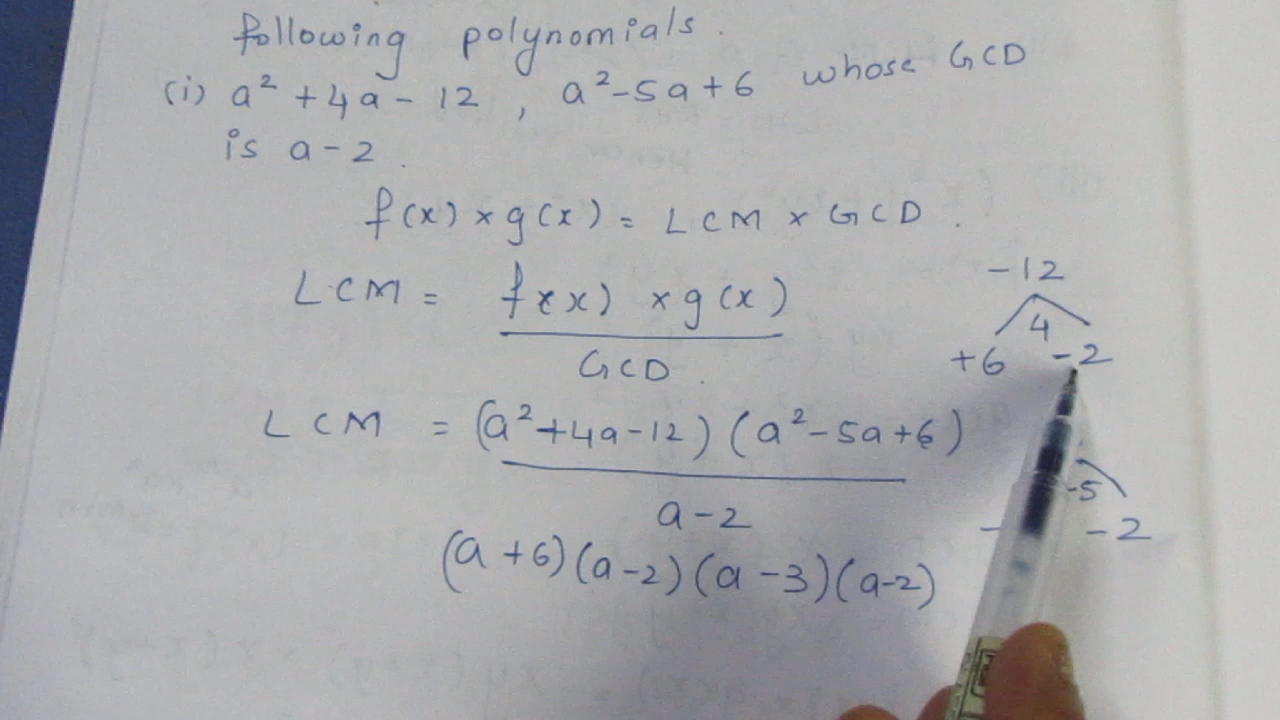 following polynomials.
(i) a² + 4a - 12 , a² - 5a + 6 whose GCD
is a - 2 .
f(x) × g(x) = LCM × GCD .
LCM = f(x) × g(x)
GCD .
-12
4
+6 -2
LCM = (a² + 4a - 12) (a² - 5a + 6)
a - 2
-5
- -2
(a + 6) (a - 2) (a - 3) (a - 2)